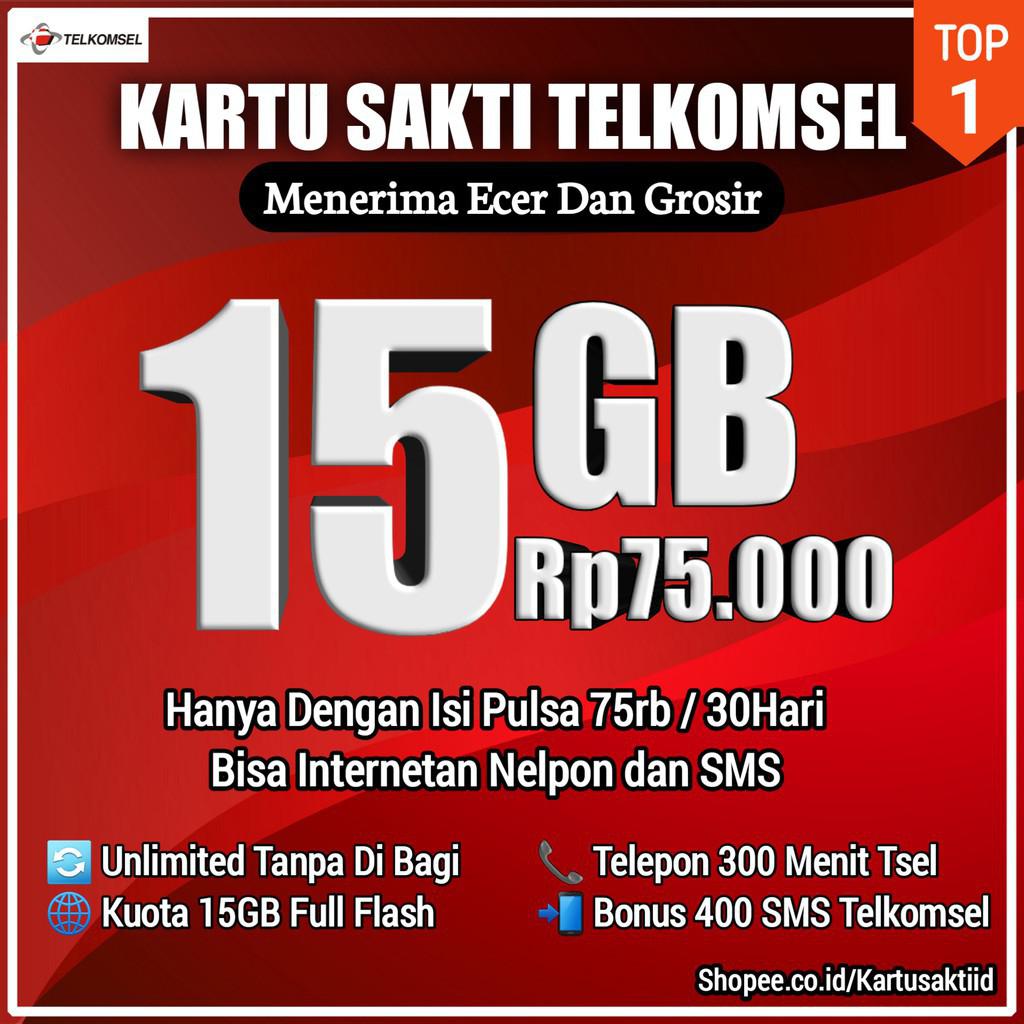 TELKOMSEL
TOP
1
KARTU SAKTI TELKOMSEL
Menerima Ecer Dan Grosir
15 GB
Rp75.000
Hanya Dengan Isi Pulsa 75rb / 30Hari
Bisa Internetan Nelpon dan SMS
Unlimited Tanpa Di Bagi
Kuota 15GB Full Flash
Telepon 300 Menit Tsel
Bonus 400 SMS Telkomsel
Shopee.co.id/Kartusaktiid